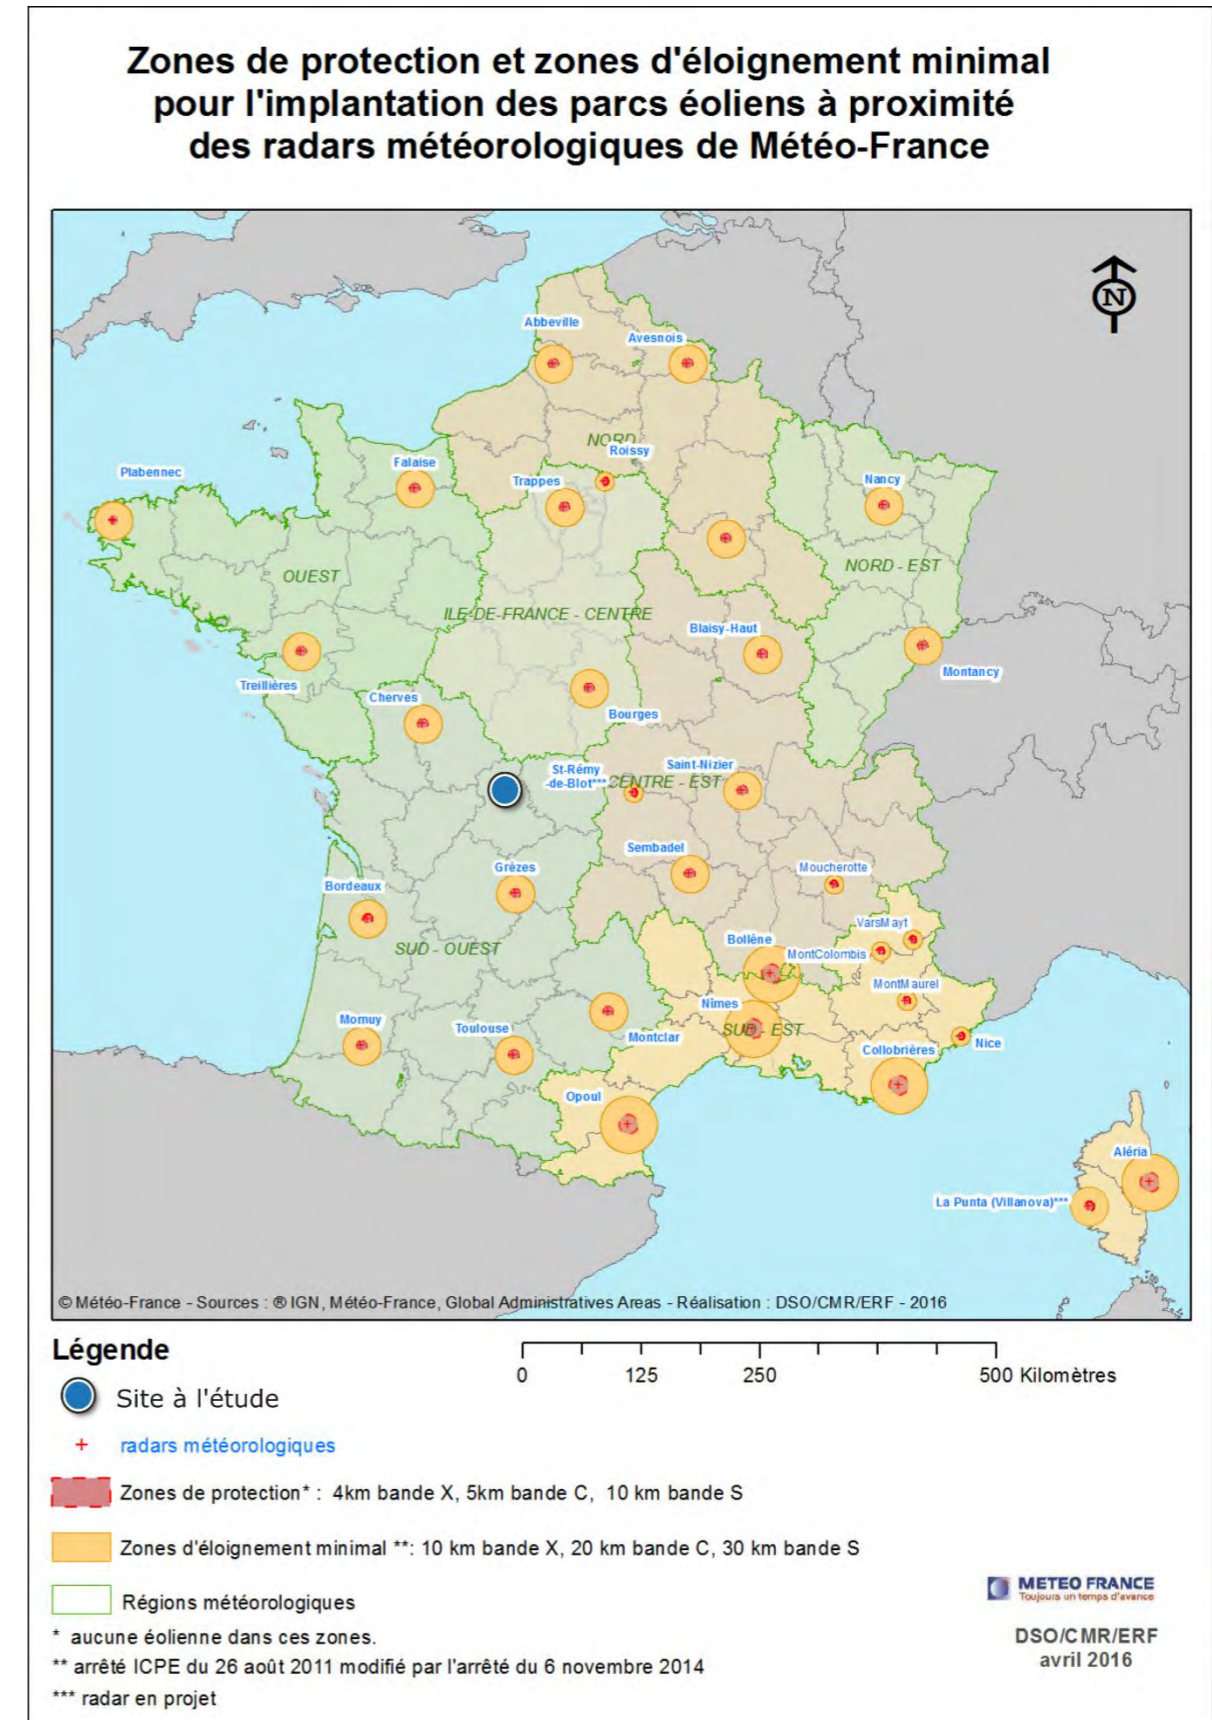 Zones de protection et zones d'éloignement minimal
pour l'implantation des parcs éoliens à proximité
des radars météorologiques de Météo-France
N
Abbeville
Avesnois
NORD
Roissy
Plabennec
Falaise
Trappes
Nancy
OUEST
NORD - EST
ILE-DE-FRANCE - CENTRE
Blaisy-Haut
Treillières
Montancy
Cherves
Bourges
St-Rémy
-de-Blot***
CENTRE - EST
Saint-Nizier
Sembadel
Moucherotte
Grèzes
Bordeaux
VarsMayt
SUD - OUEST
Bollène
MontColombis
MontMaurel
Nîmes
Momuy
Toulouse
Montclar
SUD - EST
Nice
Collobrières
Opoul
Aléria
La Punta (Villanova)***
© Météo-France - Sources : ® IGN, Météo-France, Global Administratives Areas - Réalisation : DSO/CMR/ERF - 2016
Légende
0 125 250 500 Kilomètres
Site à l'étude
radars météorologiques
Zones de protection* : 4km bande X, 5km bande C, 10 km bande S
Zones d'éloignement minimal **: 10 km bande X, 20 km bande C, 30 km bande S
Régions météorologiques
METEO FRANCE
Toujours un temps d'avance
* aucune éolienne dans ces zones.
** arrêté ICPE du 26 août 2011 modifié par l'arrêté du 6 novembre 2014
*** radar en projet
DSO/CMR/ERF
avril 2016